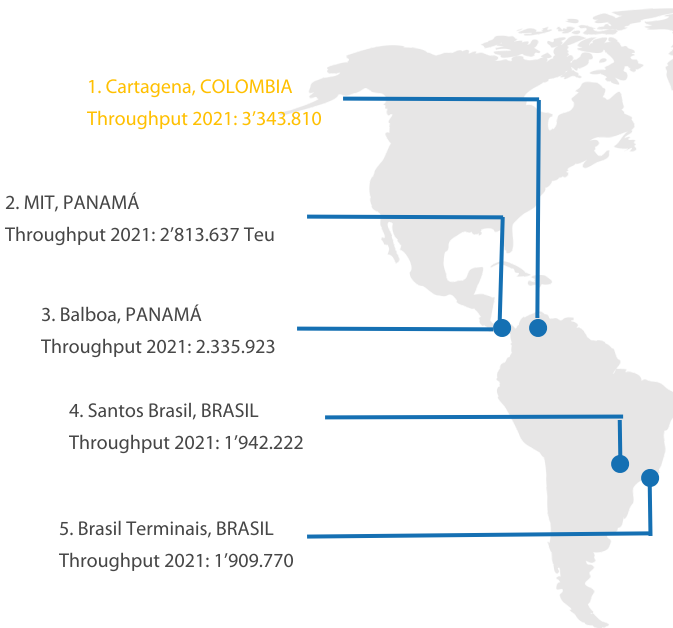 1. Cartagena, COLOMBIA
Throughput 2021: 3’343.810
2. MIT, PANAMÁ
Throughput 2021: 2’813.637 Teu
3. Balboa, PANAMÁ
Throughput 2021: 2.335.923
4. Santos Brasil, BRASIL
Throughput 2021: 1’942.222
5. Brasil Terminais, BRASIL
Throughput 2021: 1’909.770